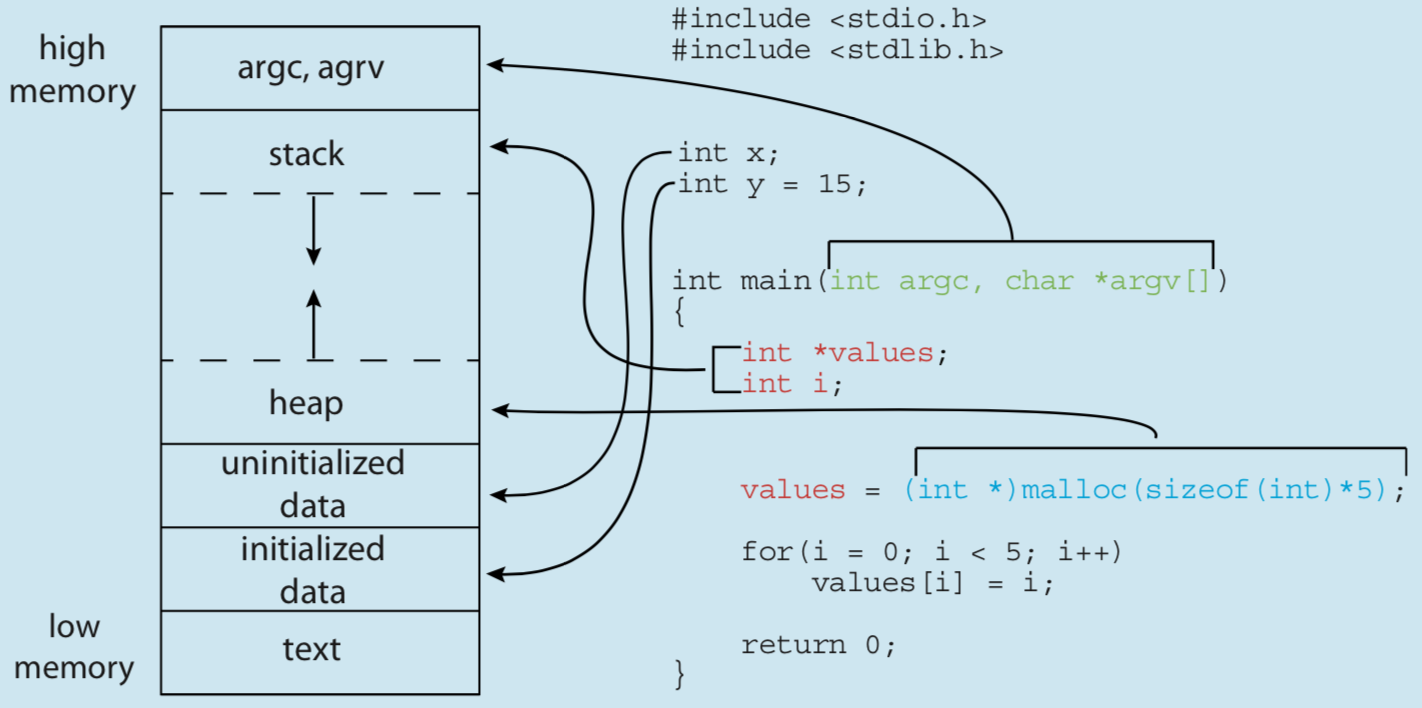 high
memory
argc, agrv
stack
heap
uninitialized
data
initialized
data
text
low
memory
#include <stdio.h>
#include <stdlib.h>
int x;
int y = 15;
int main(int argc, char *argv[])
{
int *values;
int i;
values = (int *)malloc(sizeof(int)*5);
for(i = 0; i < 5; i++)
values[i] = i;
return 0;
}